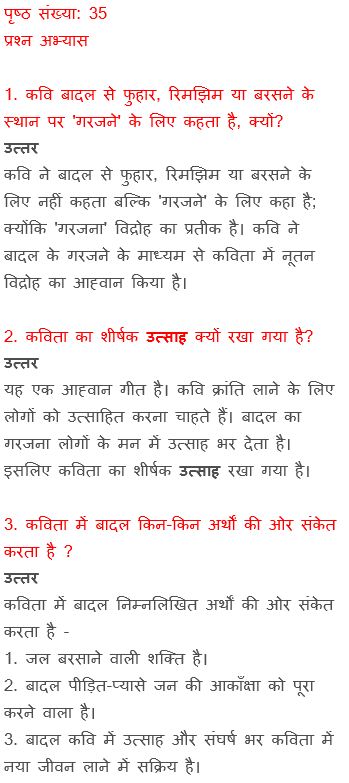 पृष्ठ संख्या: 35
प्रश्न अभ्यास
1. कवि बादल से फुहार, रिमझिम या बरसने के
स्थान पर 'गरजने' के लिए कहता है, क्यों?
उत्तर
कवि ने बादल से फुहार, रिमझिम या बरसने के
लिए नहीं कहता बल्कि 'गरजने' के लिए कहा है;
क्योंकि 'गरजना' विद्रोह का प्रतीक है। कवि ने
बादल के गरजने के माध्यम से कविता में नूतन
विद्रोह का आह्वान किया है।
2. कविता का शीर्षक उत्साह क्यों रखा गया है?
उत्तर
यह एक आह्वान गीत है। कवि क्रांति लाने के लिए
लोगों को उत्साहित करना चाहते हैं। बादल का
गरजना लोगों के मन में उत्साह भर देता है।
इसलिए कविता का शीर्षक उत्साह रखा गया है।
3. कविता में बादल किन-किन अर्थों की ओर संकेत
करता है ?
उत्तर
कविता में बादल निम्नलिखित अर्थों की ओर संकेत
करता है -
1. जल बरसाने वाली शक्ति है।
2. बादल पीड़ित-प्यासे जन की आकाँक्षा को पूरा
करने वाला है।
3. बादल कवि में उत्साह और संघर्ष भर कविता में
नया जीवन लाने में सक्रिय है।